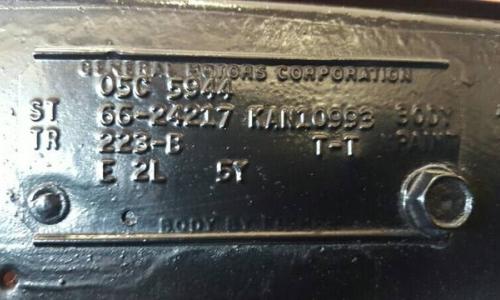 GENERAL MOTORS CORPORATION
05C 5944
ST 66-24217 KAN10993 BODY
TR 223-B T-T PAINT
E 2L 5Y
BODY BY